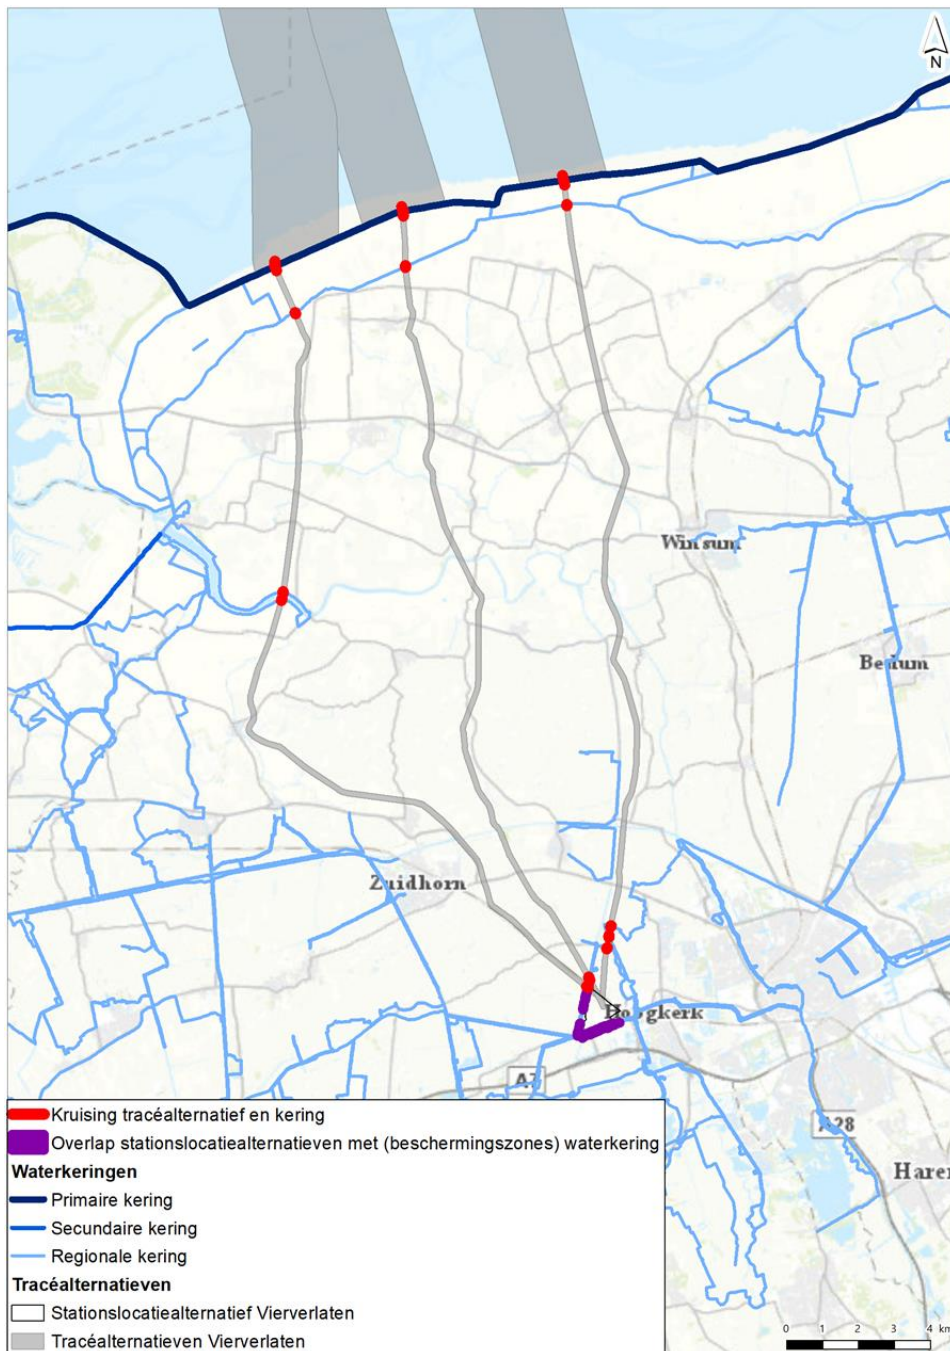 N
Winsum
Bedum
Zuidhorn
Hoogkerk
A7
A28
Haren
Kruising tracéalternatief en kering
Overlap stationslocatiealternatieven met (beschermingszones) waterkering
Waterkeringen
Primaire kering
Secundaire kering
Regionale kering
Tracéalternatieven
Stationslocatiealternatief Vierverlaten
Tracéalternatieven Vierverlaten
0 1 2 3 4 km